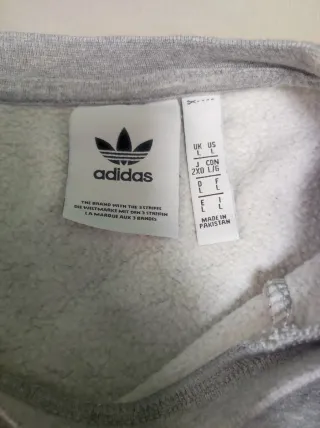 adidas
THE BRAND WITH THE 3 STRIPES
DIE WELTMARKE MIT DEN 3 STREIFEN
LA MARQUE AUX 3 BANDES
UK US
L L
J CDN
2XO L/G
D F
L L
E I
L L
MADE IN
PAKISTAN